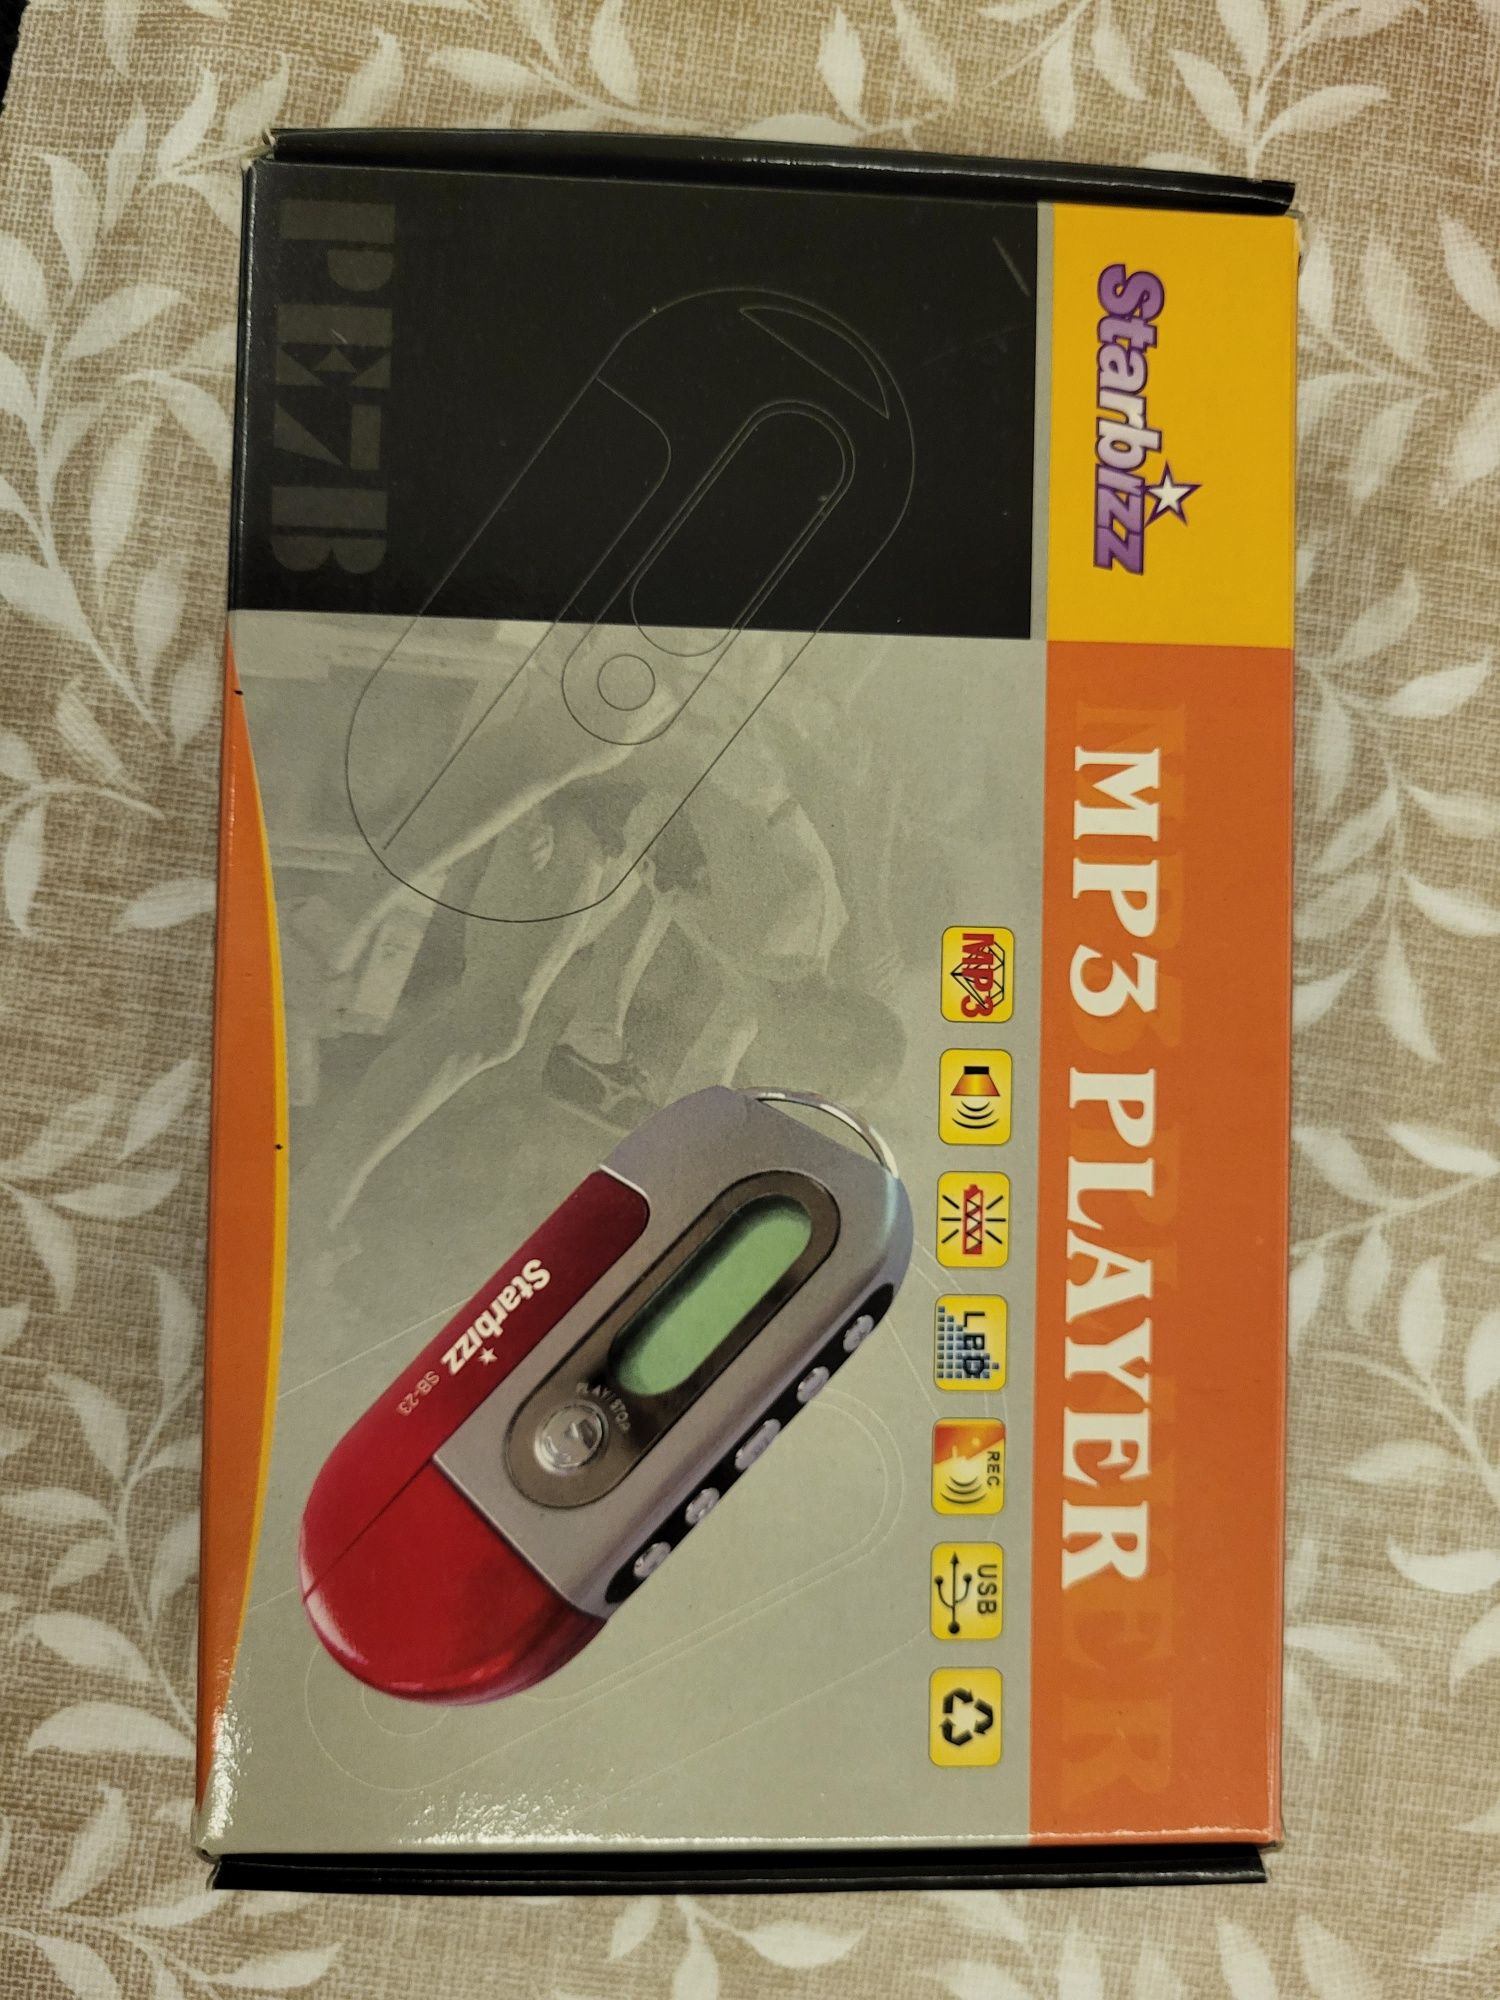 Starbizz
MP3 PLAYER
MP3
LED
REC
USB
Starbizz SB-23
PLAY/STOP